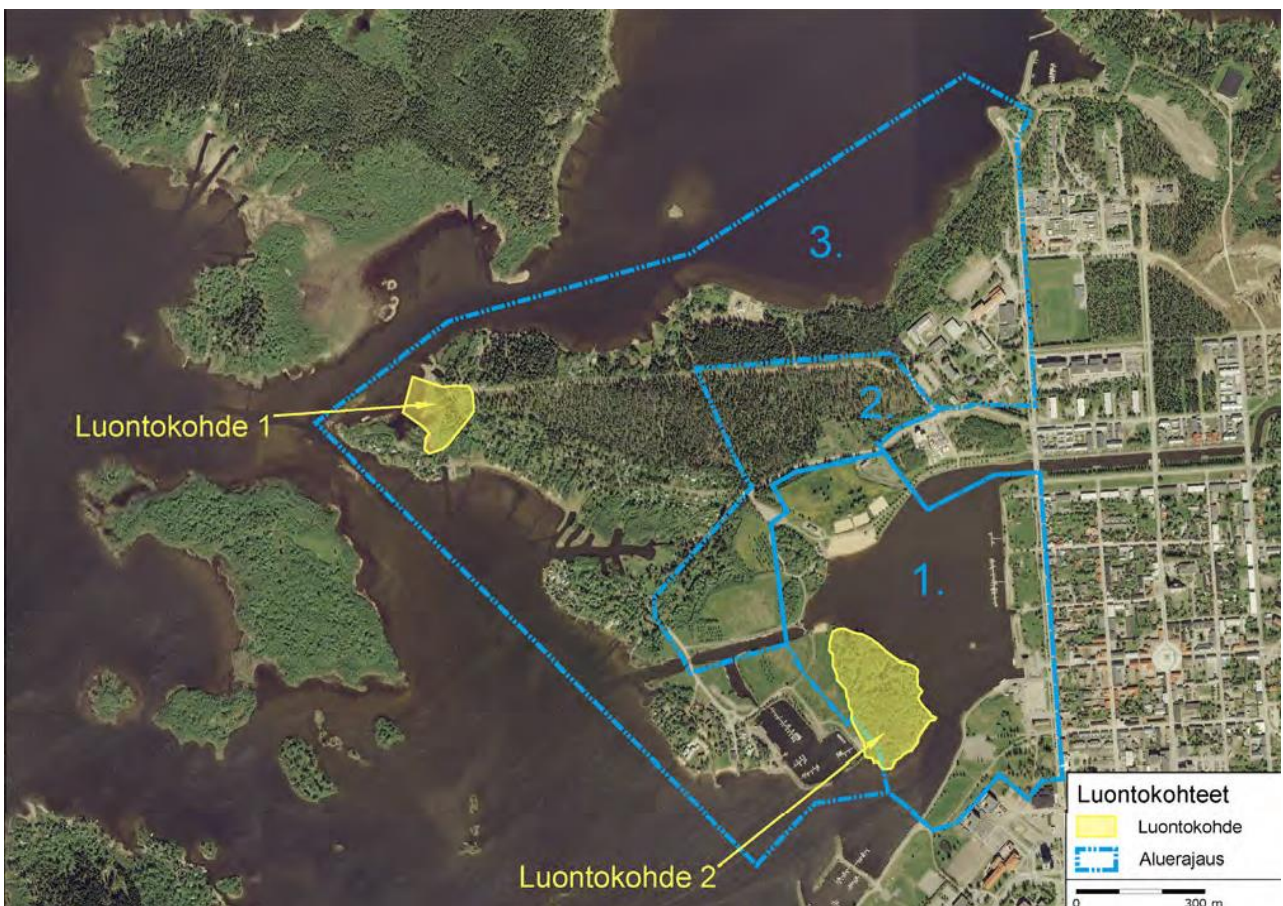 3.
2.
Luontokohde 1
1.
Luontokohde 2
Luontokohteet
Luontokohde
Aluerajaus
0 300 m